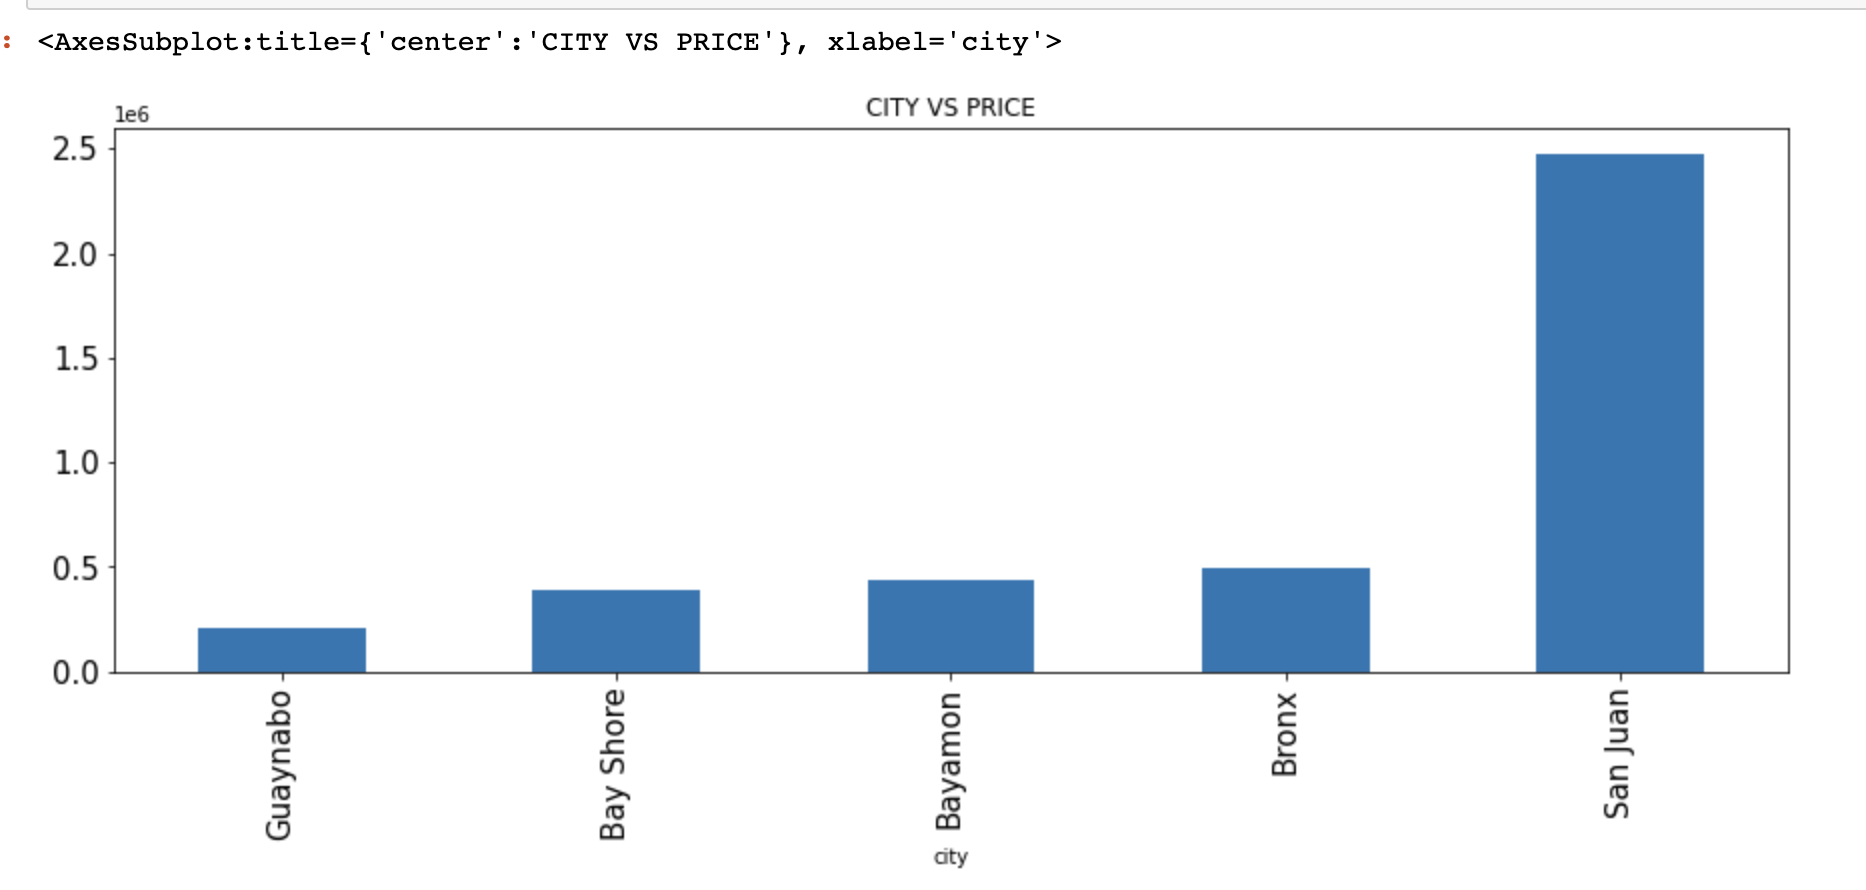 : <AxesSubplot:title={'center':'CITY VS PRICE'}, xlabel='city'>
CITY VS PRICE
1e6
2.5
2.0
1.5
1.0
0.5
0.0
Guaynabo
Bay Shore
Bayamon
Bronx
San Juan
city